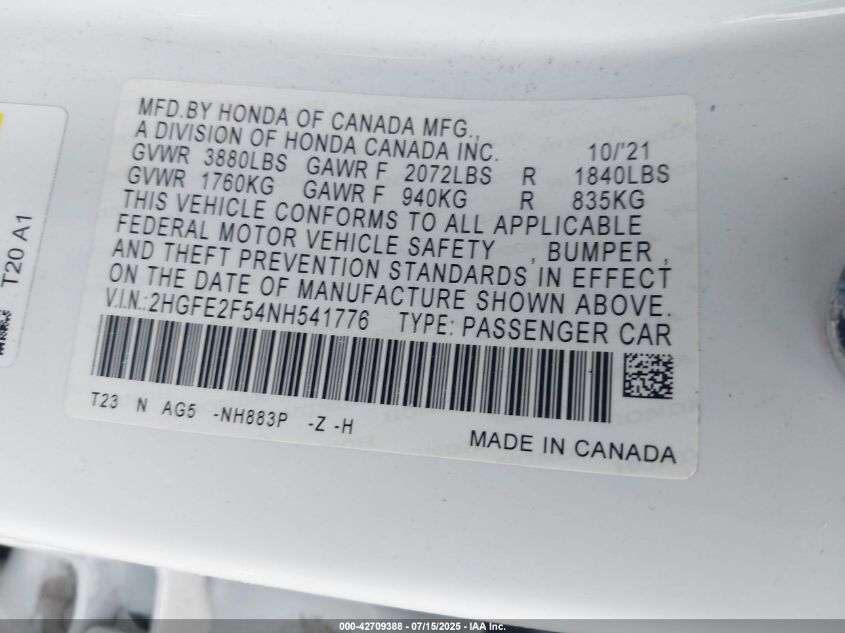 MFD.BY HONDA OF CANADA MFG.,
A DIVISION OF HONDA CANADA INC. 10/'21
GVWR 3880LBS GAWR F 2072LBS R 1840LBS
GVWR 1760KG GAWR F 940KG R 835KG
THIS VEHICLE CONFORMS TO ALL APPLICABLE
FEDERAL MOTOR VEHICLE SAFETY , BUMPER ,
AND THEFT PREVENTION STANDARDS IN EFFECT
ON THE DATE OF MANUFACTURE SHOWN ABOVE.
V.I.N.:2HGFE2F54NH541776 TYPE: PASSENGER CAR
T23 N AG5 -NH883P -Z -H
MADE IN CANADA
T20 A1
000-42709388 - 07/15/2025 - IAA Inc.